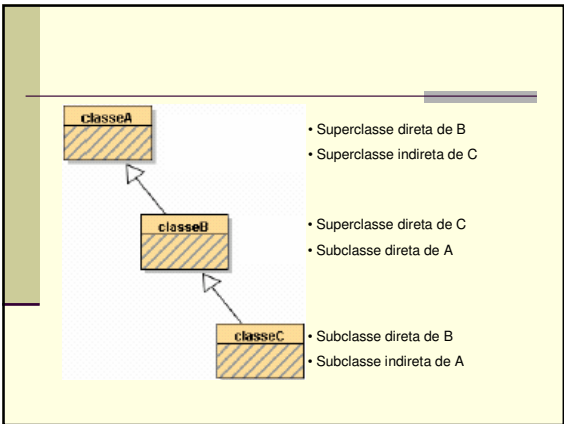 classeA
• Superclasse direta de B
• Superclasse indireta de C
classeB
• Superclasse direta de C
• Subclasse direta de A
classeC
• Subclasse direta de B
• Subclasse indireta de A